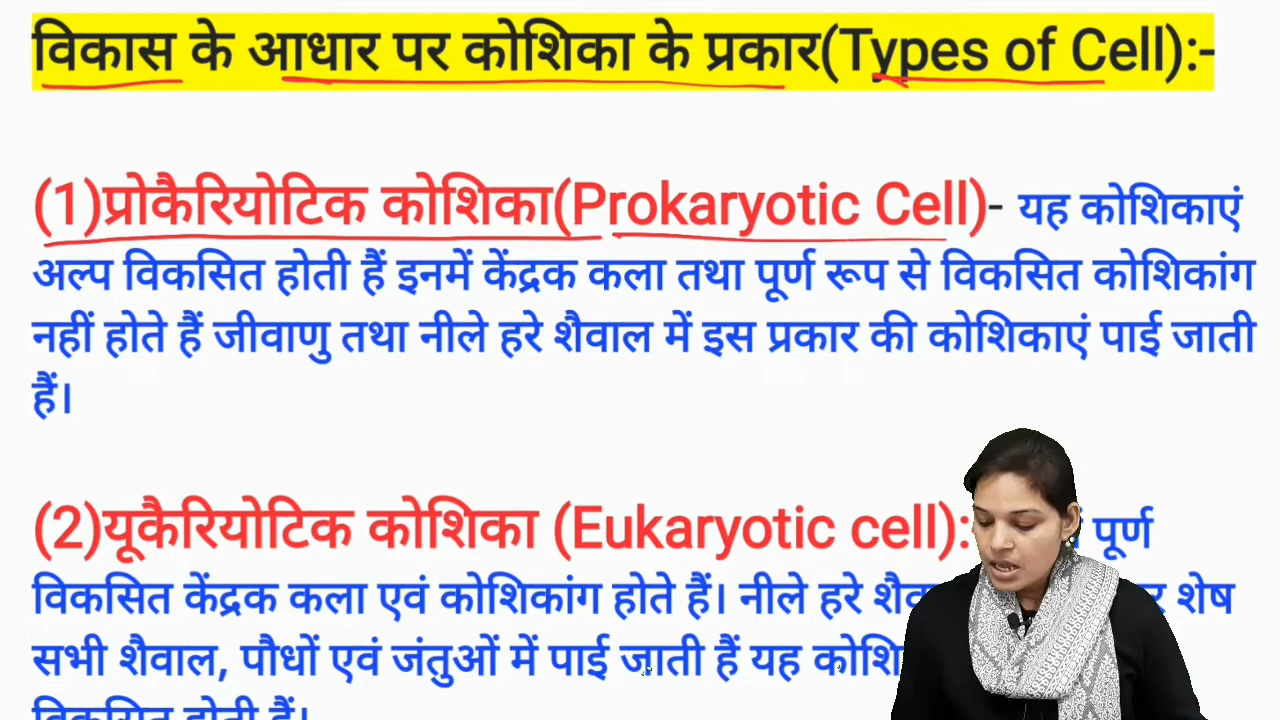 विकास के आधार पर कोशिका के प्रकार(Types of Cell):-
(1)प्रोकैरियोटिक कोशिका(Prokaryotic Cell)- यह कोशिकाएं
अल्प विकसित होती हैं इनमें केंद्रक कला तथा पूर्ण रूप से विकसित कोशिकांग
नहीं होते हैं जीवाणु तथा नीले हरे शैवाल में इस प्रकार की कोशिकाएं पाई जाती
हैं।
(2)यूकैरियोटिक कोशिका (Eukaryotic cell): पूर्ण
विकसित केंद्रक कला एवं कोशिकांग होते हैं। नीले हरे शेष
सभी शैवाल, पौधों एवं जंतुओं में पाई जाती हैं यह
विकसित होती हैं।